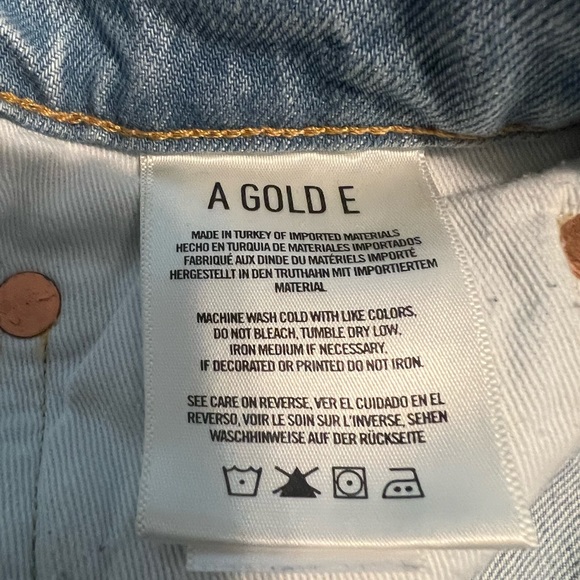 A GOLD E
MADE IN TURKEY OF IMPORTED MATERIALS
HECHO EN TURQUIA DE MATERIALES IMPORTADOS
FABRIQUÉ AUX DINDE DU MATÉRIELS IMPORTÉ
HERGESTELLT IN DEN TRUTHAHN MIT IMPORTIERTEM
MATERIAL
MACHINE WASH COLD WITH LIKE COLORS,
DO NOT BLEACH, TUMBLE DRY LOW,
IRON MEDIUM IF NECESSARY.
IF DECORATED OR PRINTED DO NOT IRON.
SEE CARE ON REVERSE, VER EL CUIDADO EN EL
REVERSO, VOIR LE SOIN SUR L'INVERSE, SEHEN
WASCHHINWEISE AUF DER RÜCKSEITE